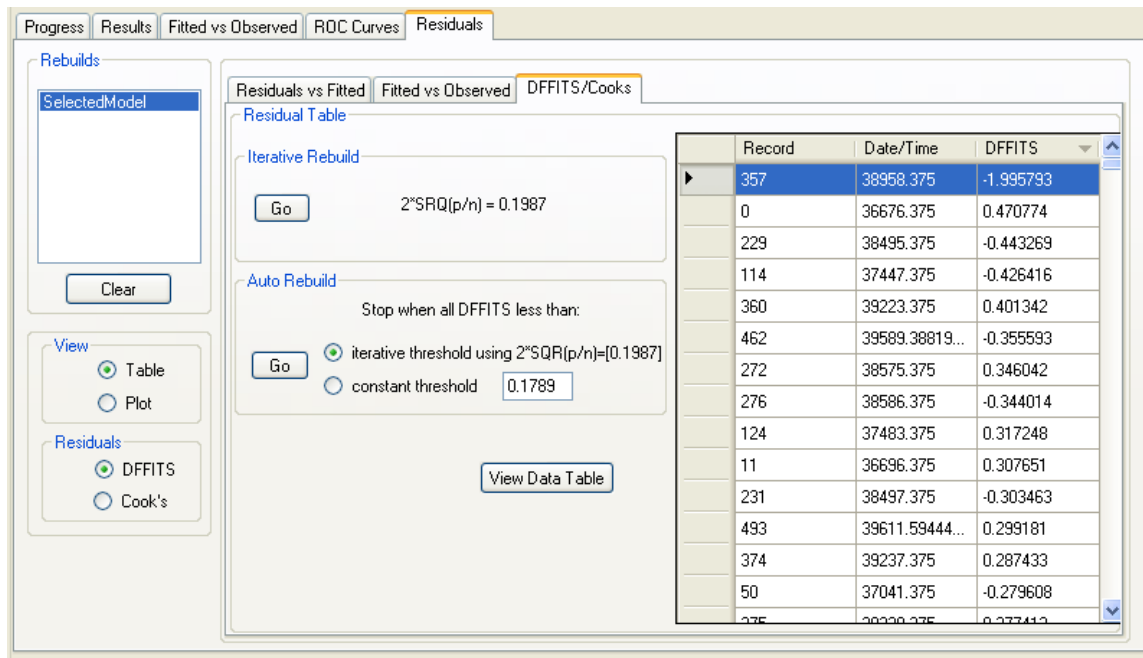 Progress Results Fitted vs Observed ROC Curves Residuals
Rebuilds
SelectedModel
Clear
View
Table
Plot
Residuals
DFFITS
Cook's
Residuals vs Fitted Fitted vs Observed DFFITS/Cooks
Residual Table
Iterative Rebuild
Go 2*SRQ(p/n) = 0.1987
Auto Rebuild
Stop when all DFFITS less than:
Go
iterative threshold using 2*SQR(p/n)=[0.1987]
constant threshold 0.1789
View Data Table
Record Date/Time DFFITS
357 38958.375 -1.995793
0 36676.375 0.470774
229 38495.375 -0.443269
114 37447.375 -0.426416
360 39223.375 0.401342
462 39589.38819... -0.355593
272 38575.375 0.346042
276 38586.375 -0.344014
124 37483.375 0.317248
11 36696.375 0.307651
231 38497.375 -0.303463
493 39611.59444... 0.299181
374 39237.375 0.287433
50 37041.375 -0.279608